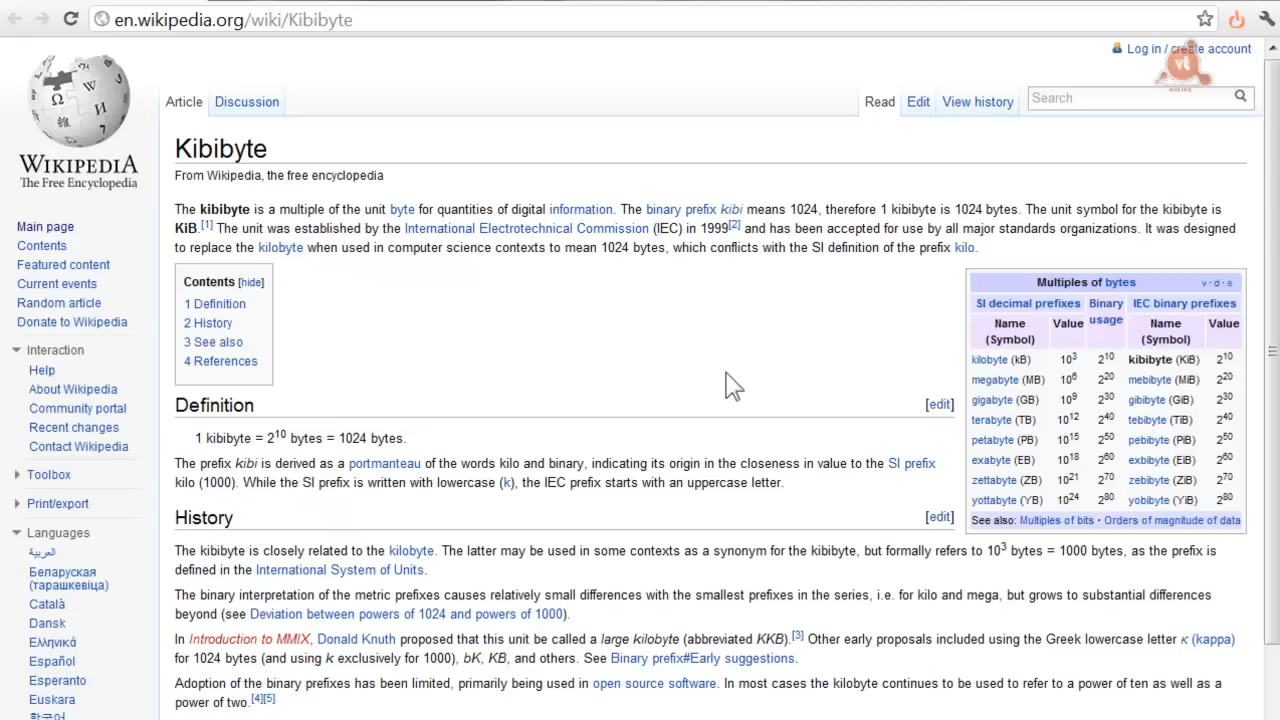 en.wikipedia.org/wiki/Kibibyte
Log in / create account
vt
ONLINE
WIKIPEDIA
The Free Encyclopedia
Article Discussion Read Edit View history Search
Kibibyte
From Wikipedia, the free encyclopedia
The kibibyte is a multiple of the unit byte for quantities of digital information. The binary prefix kibi means 1024, therefore 1 kibibyte is 1024 bytes. The unit symbol for the kibibyte is
KiB.[1] The unit was established by the International Electrotechnical Commission (IEC) in 1999[2] and has been accepted for use by all major standards organizations. It was designed
to replace the kilobyte when used in computer science contexts to mean 1024 bytes, which conflicts with the SI definition of the prefix kilo.
Contents [hide]
1 Definition
2 History
3 See also
4 References
Multiples of bytes v · d · e
SI decimal prefixes Binary usage IEC binary prefixes
Name (Symbol) Value Name (Symbol) Value
kilobyte (kB) 10³ 2¹⁰ kibibyte (KiB) 2¹⁰
megabyte (MB) 10⁶ 2²⁰ mebibyte (MiB) 2²⁰
gigabyte (GB) 10⁹ 2³⁰ gibibyte (GiB) 2³⁰
terabyte (TB) 10¹² 2⁴⁰ tebibyte (TiB) 2⁴⁰
petabyte (PB) 10¹⁵ 2⁵⁰ pebibyte (PiB) 2⁵⁰
exabyte (EB) 10¹⁸ 2⁶⁰ exbibyte (EiB) 2⁶⁰
zettabyte (ZB) 10²¹ 2⁷⁰ zebibyte (ZiB) 2⁷⁰
yottabyte (YB) 10²⁴ 2⁸⁰ yobibyte (YiB) 2⁸⁰
See also: Multiples of bits · Orders of magnitude of data
Definition [edit]
1 kibibyte = 2¹⁰ bytes = 1024 bytes.
The prefix kibi is derived as a portmanteau of the words kilo and binary, indicating its origin in the closeness in value to the SI prefix
kilo (1000). While the SI prefix is written with lowercase (k), the IEC prefix starts with an uppercase letter.
History [edit]
The kibibyte is closely related to the kilobyte. The latter may be used in some contexts as a synonym for the kibibyte, but formally refers to 10³ bytes = 1000 bytes, as the prefix is
defined in the International System of Units.
The binary interpretation of the metric prefixes causes relatively small differences with the smallest prefixes in the series, i.e. for kilo and mega, but grows to substantial differences
beyond (see Deviation between powers of 1024 and powers of 1000).
In Introduction to MMIX, Donald Knuth proposed that this unit be called a large kilobyte (abbreviated KKB).[3] Other early proposals included using the Greek lowercase letter κ (kappa)
for 1024 bytes (and using k exclusively for 1000), bK, KB, and others. See Binary prefix#Early suggestions.
Adoption of the binary prefixes has been limited, primarily being used in open source software. In most cases the kilobyte continues to be used to refer to a power of ten as well as a
power of two.[4][5]
Main page
Contents
Featured content
Current events
Random article
Donate to Wikipedia
Interaction
Help
About Wikipedia
Community portal
Recent changes
Contact Wikipedia
Toolbox
Print/export
Languages
العربية
Беларуская
(тарашкевіца)
Català
Dansk
Ελληνικά
Español
Esperanto
Euskara
한국어